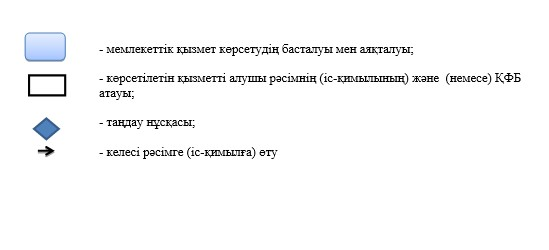 - мемлекеттік қызмет көрсетудің басталуы мен аяқталуы;
- көрсетілетін қызметті алушы рәсімнің (іс-қимылының) және (немесе) ҚФБ
атауы;
- таңдау нұсқасы;
- келесі рәсімге (іс-қимылға) өту